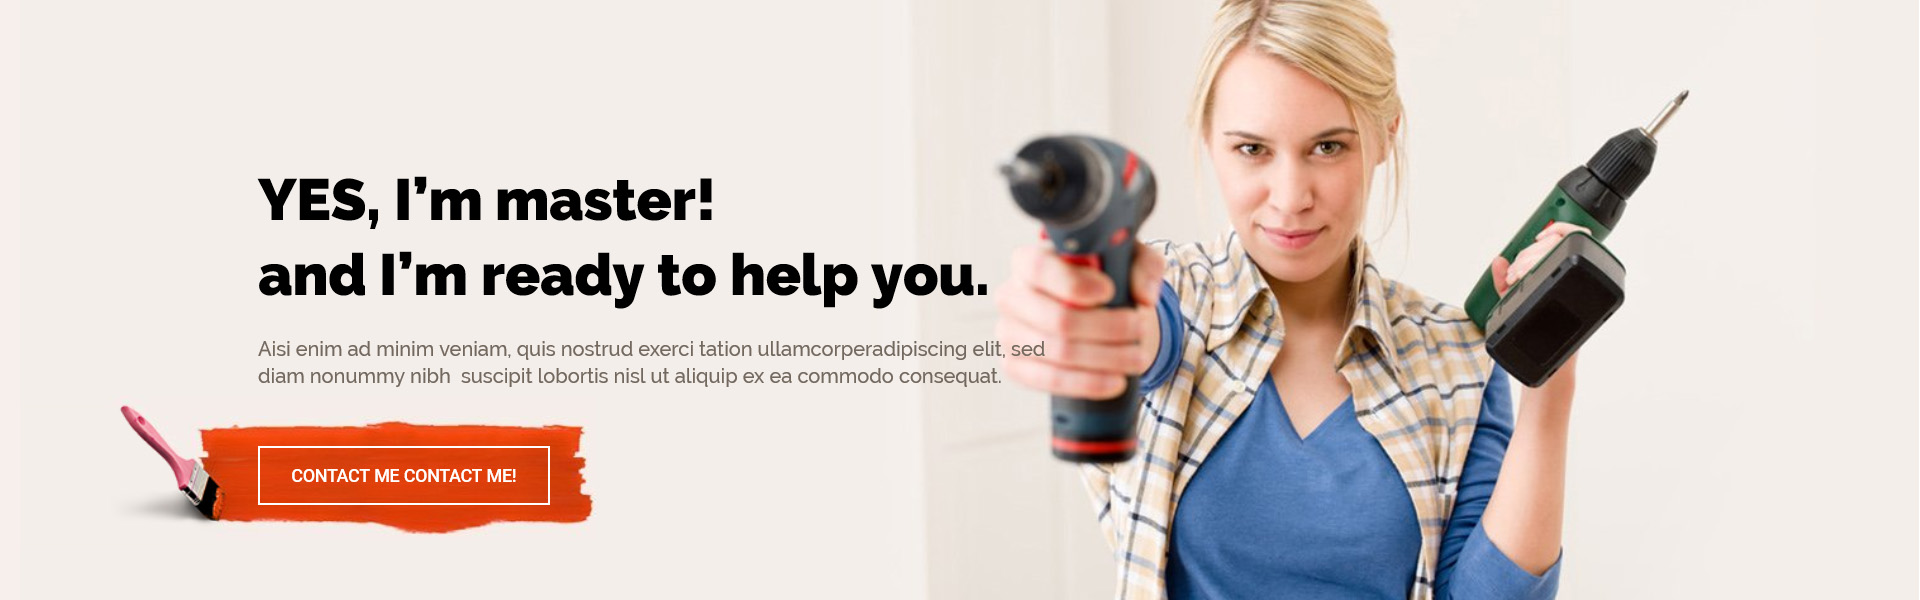 YES, I’m master!
and I’m ready to help you.
Aisi enim ad minim veniam, quis nostrud exerci tation ullamcorperadipiscing elit, sed
diam nonummy nibh  suscipit lobortis nisl ut aliquip ex ea commodo consequat.
CONTACT ME CONTACT ME!